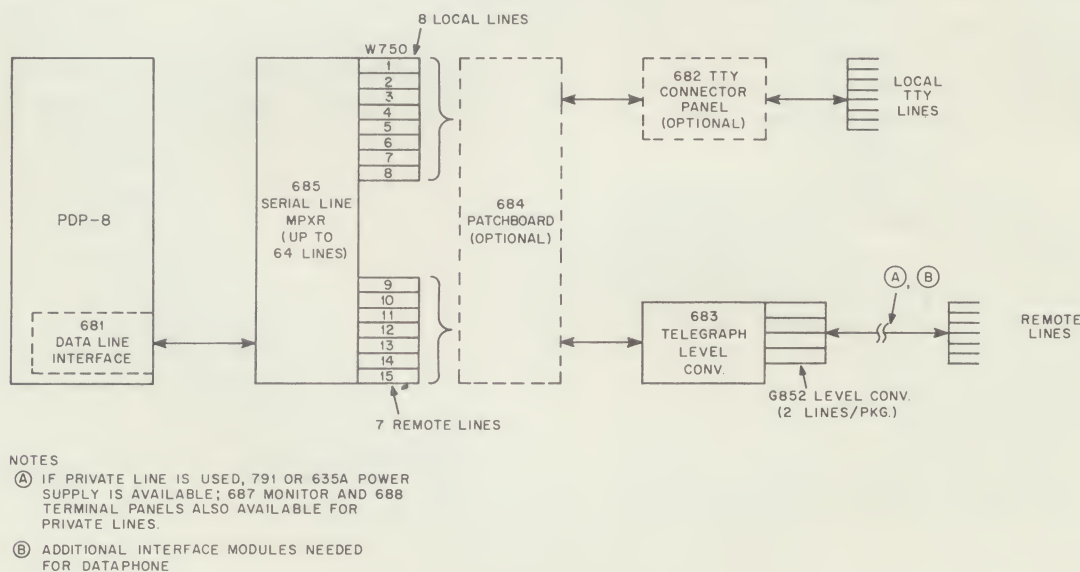 8 LOCAL LINES
W750
1
2
3
4
5
6
7
8
682 TTY
CONNECTOR
PANEL
(OPTIONAL)
LOCAL
TTY
LINES
PDP-8
685
SERIAL LINE
MPXR
(UP TO
64 LINES)
684
PATCHBOARD
(OPTIONAL)
9
10
11
12
13
14
15
681
DATA LINE
INTERFACE
683
TELEGRAPH
LEVEL
CONV.
A, B
REMOTE
LINES
G852 LEVEL CONV.
(2 LINES/PKG.)
7 REMOTE LINES
NOTES
A IF PRIVATE LINE IS USED, 791 OR 635A POWER
SUPPLY IS AVAILABLE; 687 MONITOR AND 688
TERMINAL PANELS ALSO AVAILABLE FOR
PRIVATE LINES.
B ADDITIONAL INTERFACE MODULES NEEDED
FOR DATAPHONE